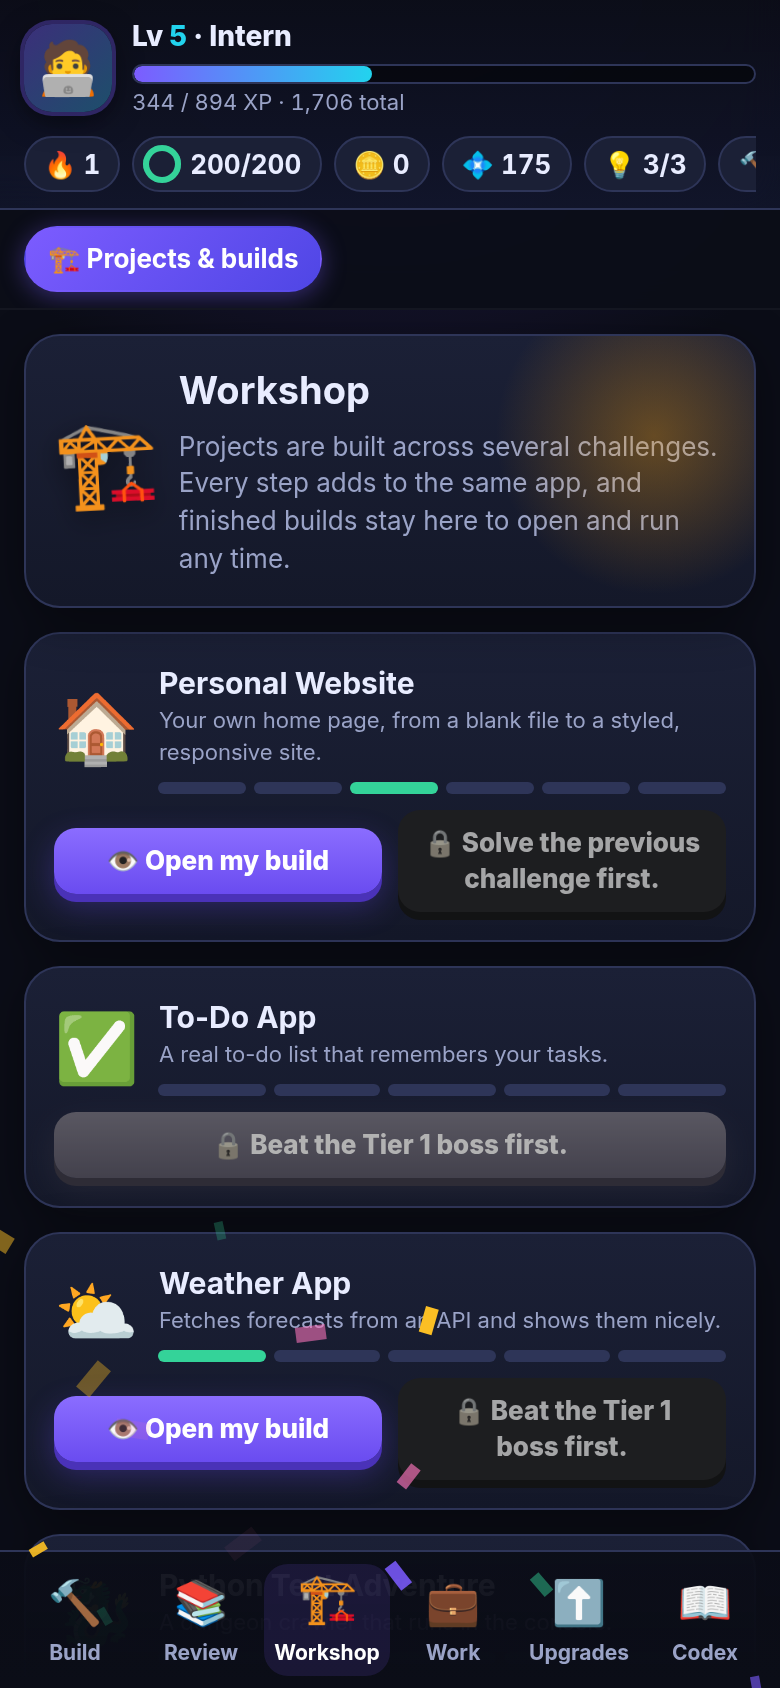 Lv 5 · Intern
344 / 894 XP · 1,706 total
1
200/200
0
175
3/3
Projects & builds
Workshop
Projects are built across several challenges.
Every step adds to the same app, and
finished builds stay here to open and run
any time.
Personal Website
Your own home page, from a blank file to a styled,
responsive site.
Open my build
Solve the previous
challenge first.
To-Do App
A real to-do list that remembers your tasks.
Beat the Tier 1 boss first.
Weather App
Fetches forecasts from an API and shows them nicely.
Open my build
Beat the Tier 1
boss first.
Python Text Adventure
Build
Review
Workshop
Work
Upgrades
Codex